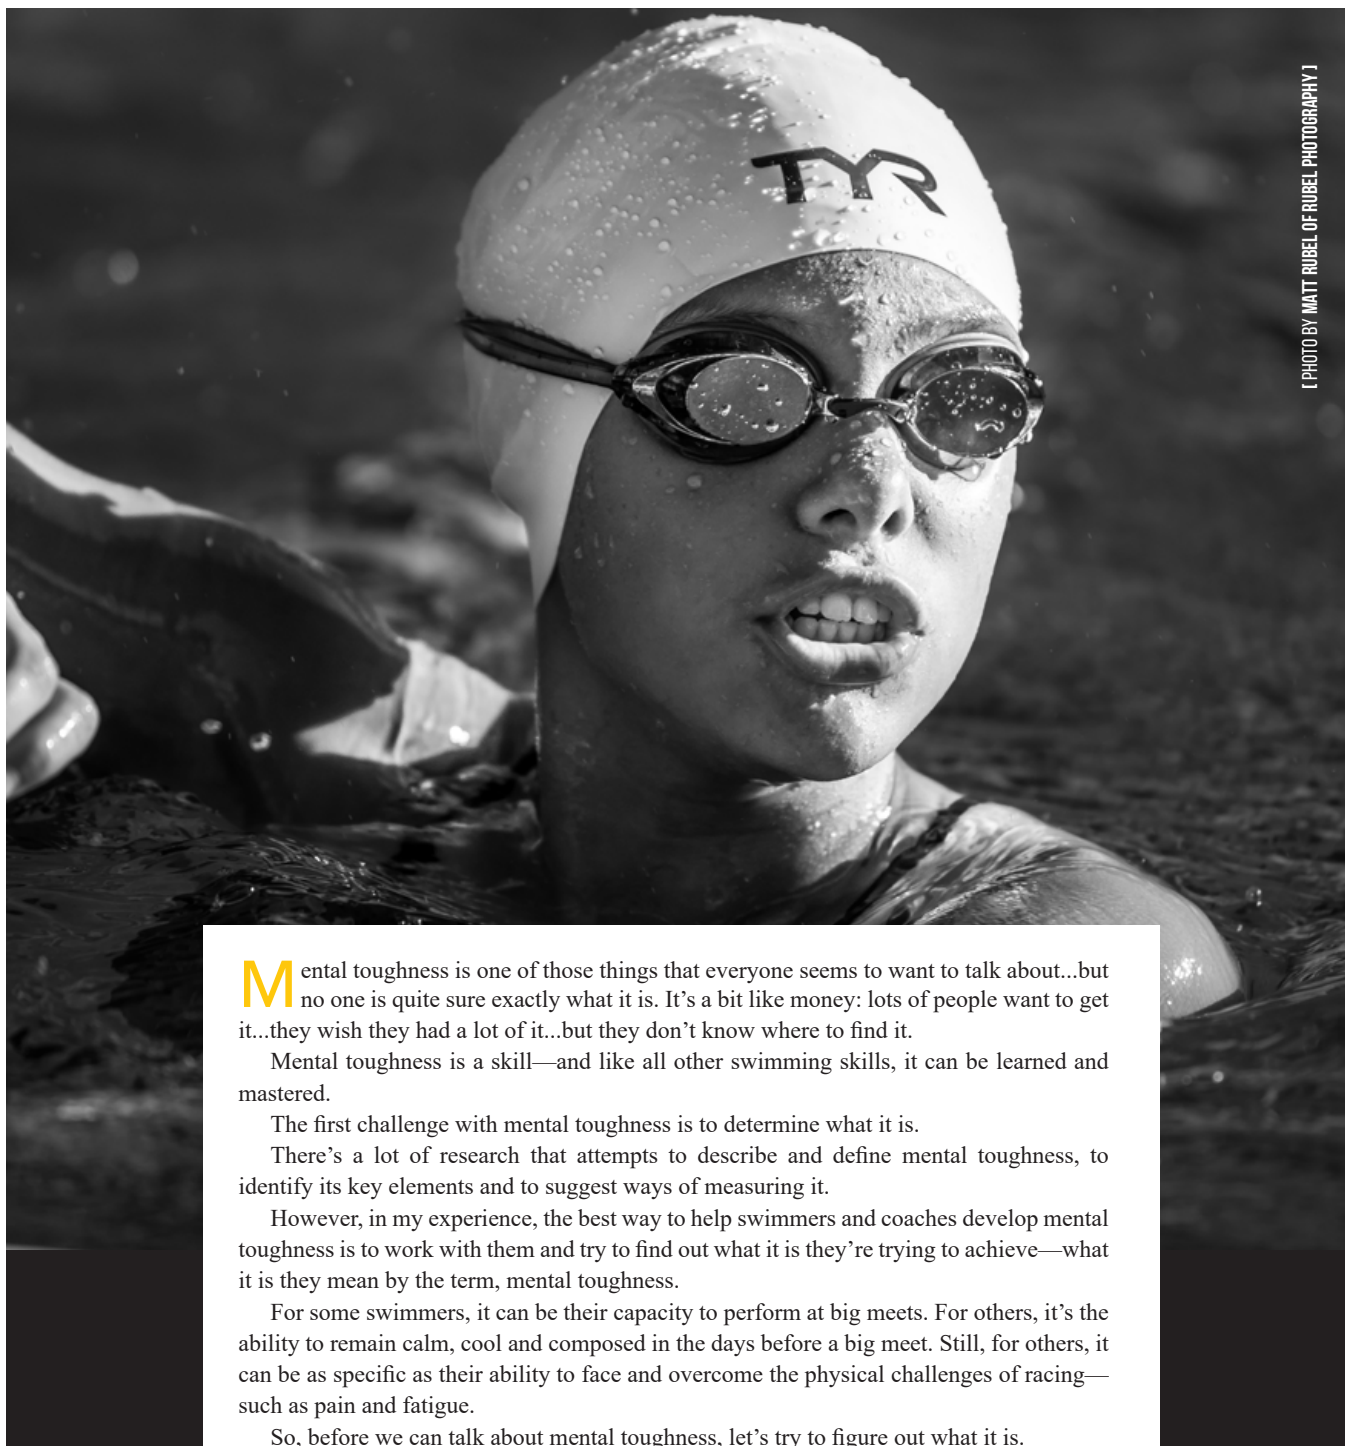 TYR
[ PHOTO BY MATT RUBEL OF RUBEL PHOTOGRAPHY ]
Mental toughness is one of those things that everyone seems to want to talk about...but
no one is quite sure exactly what it is. It’s a bit like money: lots of people want to get
it...they wish they had a lot of it...but they don’t know where to find it.
Mental toughness is a skill—and like all other swimming skills, it can be learned and
mastered.
The first challenge with mental toughness is to determine what it is.
There’s a lot of research that attempts to describe and define mental toughness, to
identify its key elements and to suggest ways of measuring it.
However, in my experience, the best way to help swimmers and coaches develop mental
toughness is to work with them and try to find out what it is they’re trying to achieve—what
it is they mean by the term, mental toughness.
For some swimmers, it can be their capacity to perform at big meets. For others, it’s the
ability to remain calm, cool and composed in the days before a big meet. Still, for others, it
can be as specific as their ability to face and overcome the physical challenges of racing—
such as pain and fatigue.
So, before we can talk about mental toughness, let’s try to figure out what it is.